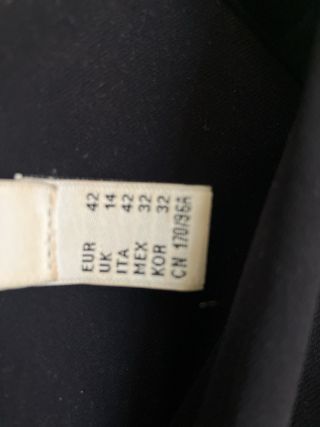 EUR 42
UK 14
ITA 42
MEX 32
KOR 32
CN 170/96A